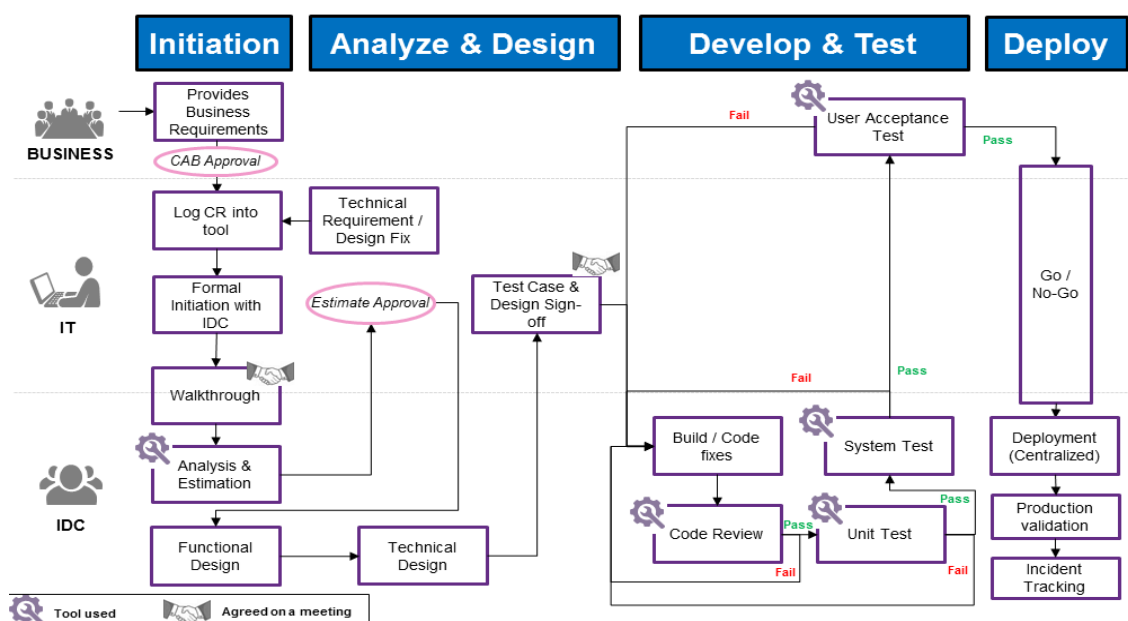 Initiation
Analyze & Design
Develop & Test
Deploy
BUSINESS
Provides
Business
Requirements
CAB Approval
Fail
User Acceptance
Test
Pass
IT
Log CR into
tool
Technical
Requirement /
Design Fix
Formal
Initiation with
IDC
Estimate Approval
Test Case &
Design Sign-
off
Go /
No-Go
Walkthrough
Fail
Pass
IDC
Analysis &
Estimation
Functional
Design
Technical
Design
Build / Code
fixes
System Test
Pass
Code Review
Pass
Fail
Unit Test
Fail
Deployment
(Centralized)
Production
validation
Incident
Tracking
Tool used
Agreed on a meeting